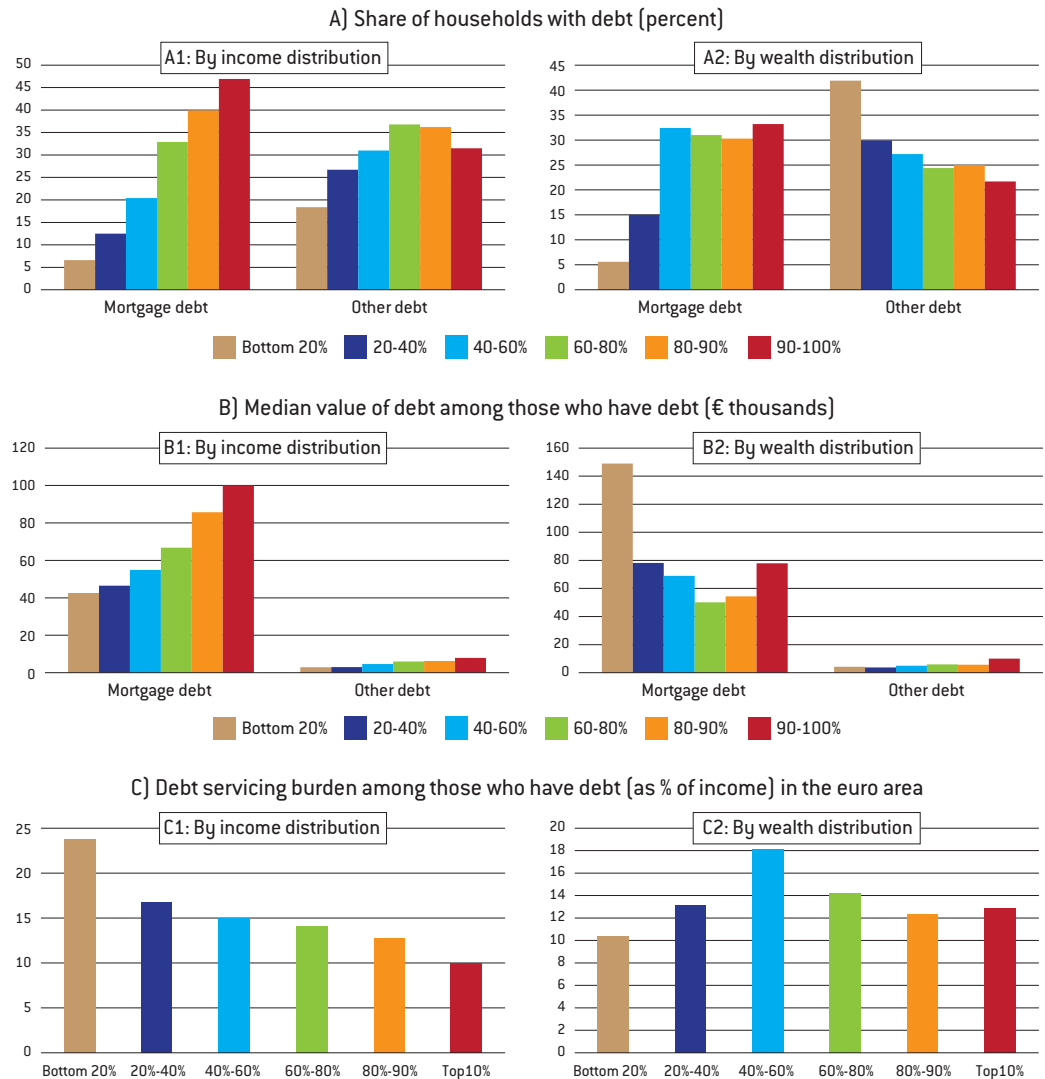 A) Share of households with debt (percent)
A1: By income distribution
50
45
40
35
30
25
20
15
10
5
0
Mortgage debt
Other debt
A2: By wealth distribution
45
40
35
30
25
20
15
10
5
0
Mortgage debt
Other debt
Bottom 20% 20-40% 40-60% 60-80% 80-90% 90-100%
B) Median value of debt among those who have debt (€ thousands)
B1: By income distribution
120
100
80
60
40
20
0
Mortgage debt
Other debt
B2: By wealth distribution
160
140
120
100
80
60
40
20
0
Mortgage debt
Other debt
Bottom 20% 20-40% 40-60% 60-80% 80-90% 90-100%
C) Debt servicing burden among those who have debt (as % of income) in the euro area
C1: By income distribution
25
20
15
10
5
0
Bottom 20% 20%-40% 40%-60% 60%-80% 80%-90% Top10%
C2: By wealth distribution
20
18
16
14
12
10
8
6
4
2
0
Bottom 20% 20%-40% 40%-60% 60%-80% 80%-90% Top10%